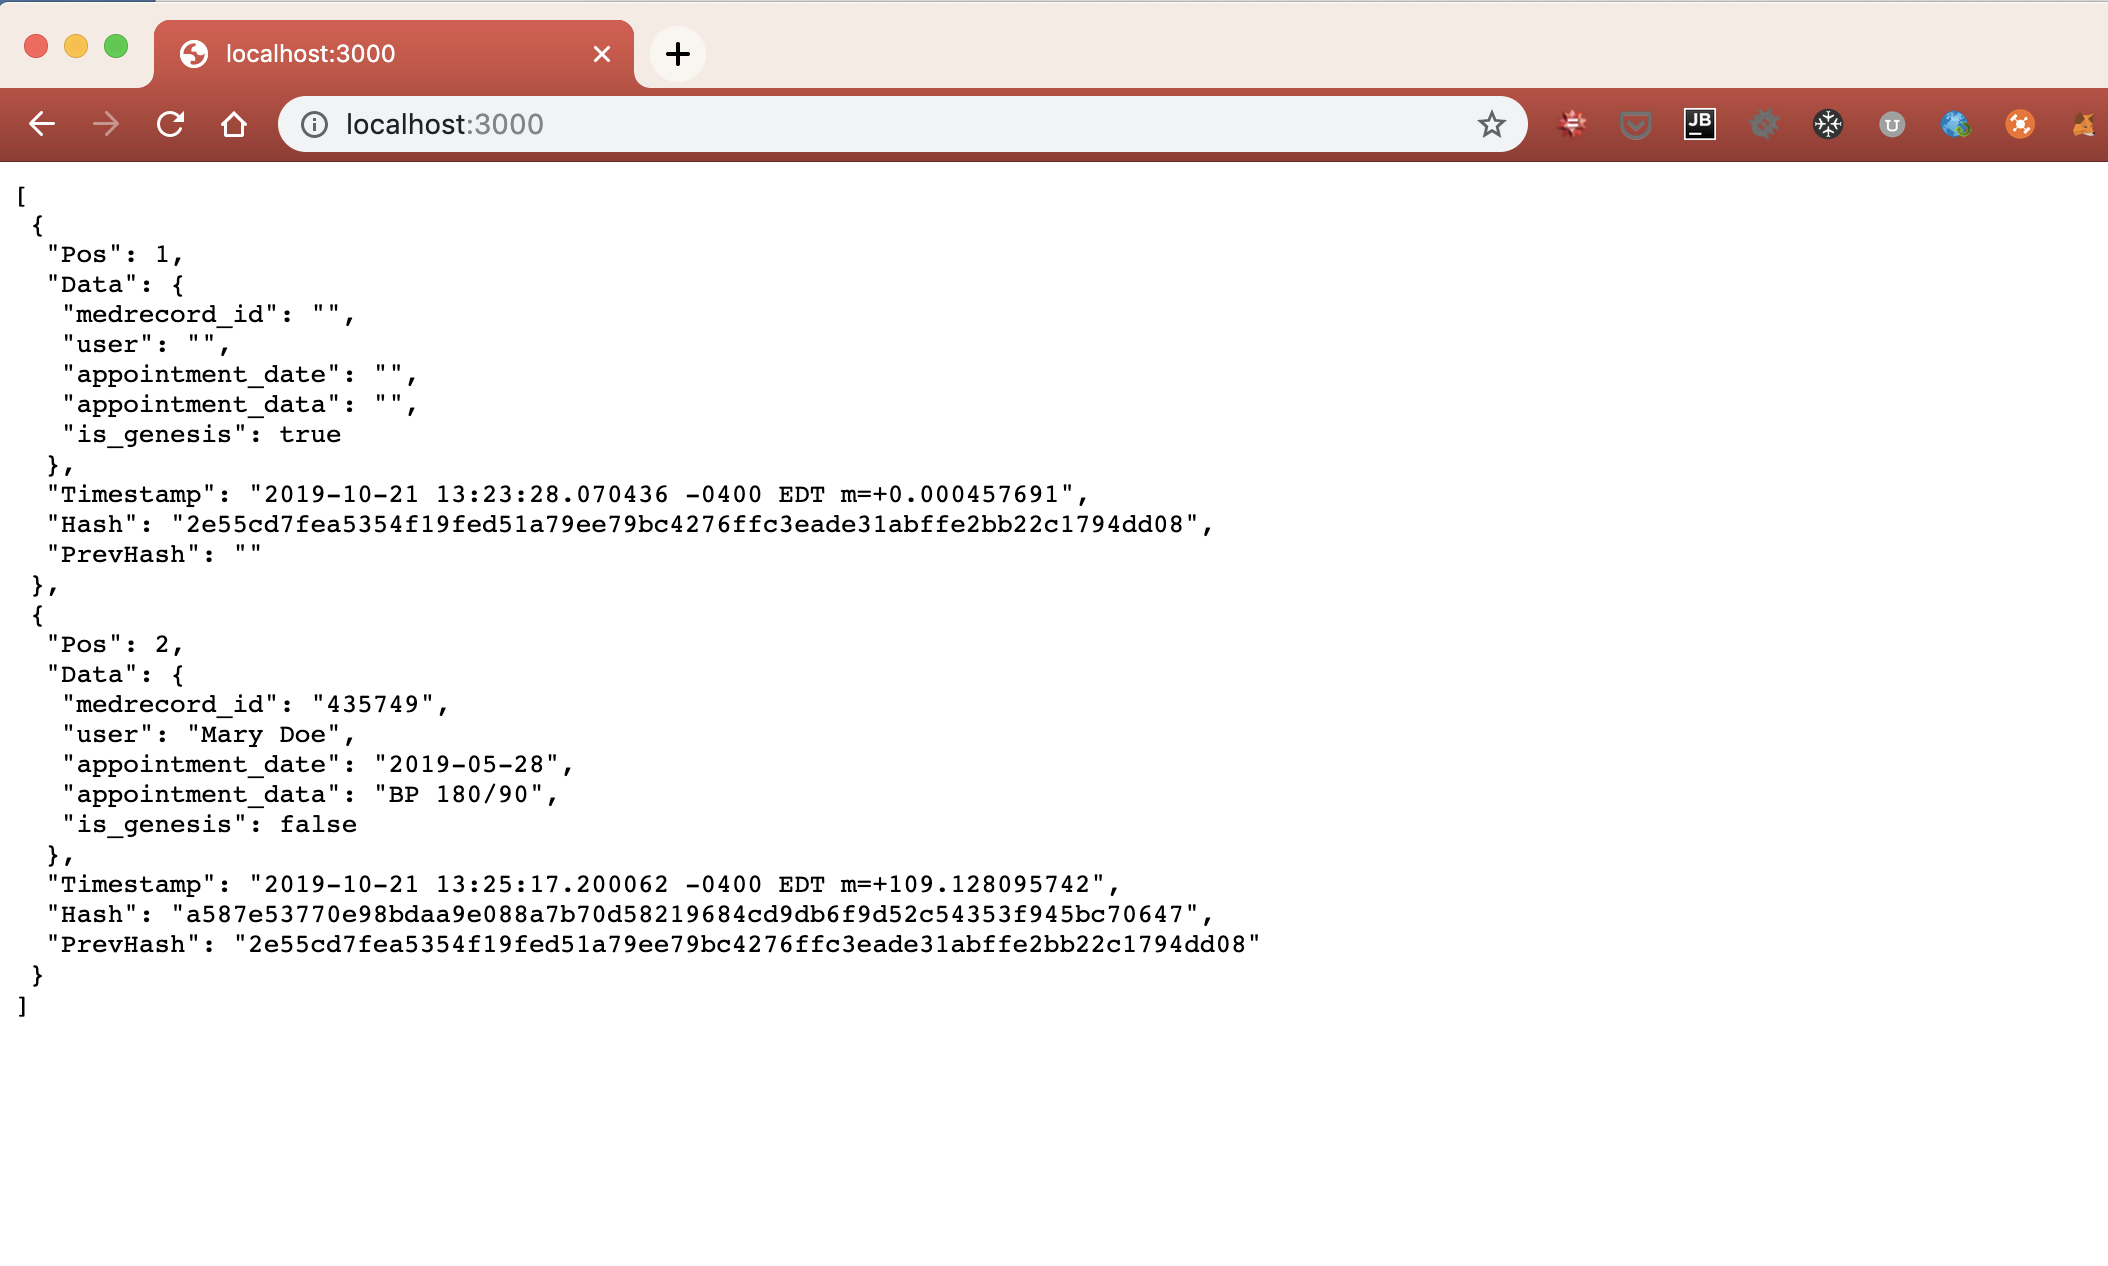 localhost:3000
localhost:3000
JB
[
 {
  "Pos": 1,
  "Data": {
   "medrecord_id": "",
   "user": "",
   "appointment_date": "",
   "appointment_data": "",
   "is_genesis": true
  },
  "Timestamp": "2019-10-21 13:23:28.070436 -0400 EDT m=+0.000457691",
  "Hash": "2e55cd7fea5354f19fed51a79ee79bc4276ffc3eade31abffe2bb22c1794dd08",
  "PrevHash": ""
 },
 {
  "Pos": 2,
  "Data": {
   "medrecord_id": "435749",
   "user": "Mary Doe",
   "appointment_date": "2019-05-28",
   "appointment_data": "BP 180/90",
   "is_genesis": false
  },
  "Timestamp": "2019-10-21 13:25:17.200062 -0400 EDT m=+109.128095742",
  "Hash": "a587e53770e98bdaa9e088a7b70d58219684cd9db6f9d52c54353f945bc70647",
  "PrevHash": "2e55cd7fea5354f19fed51a79ee79bc4276ffc3eade31abffe2bb22c1794dd08"
 }
]